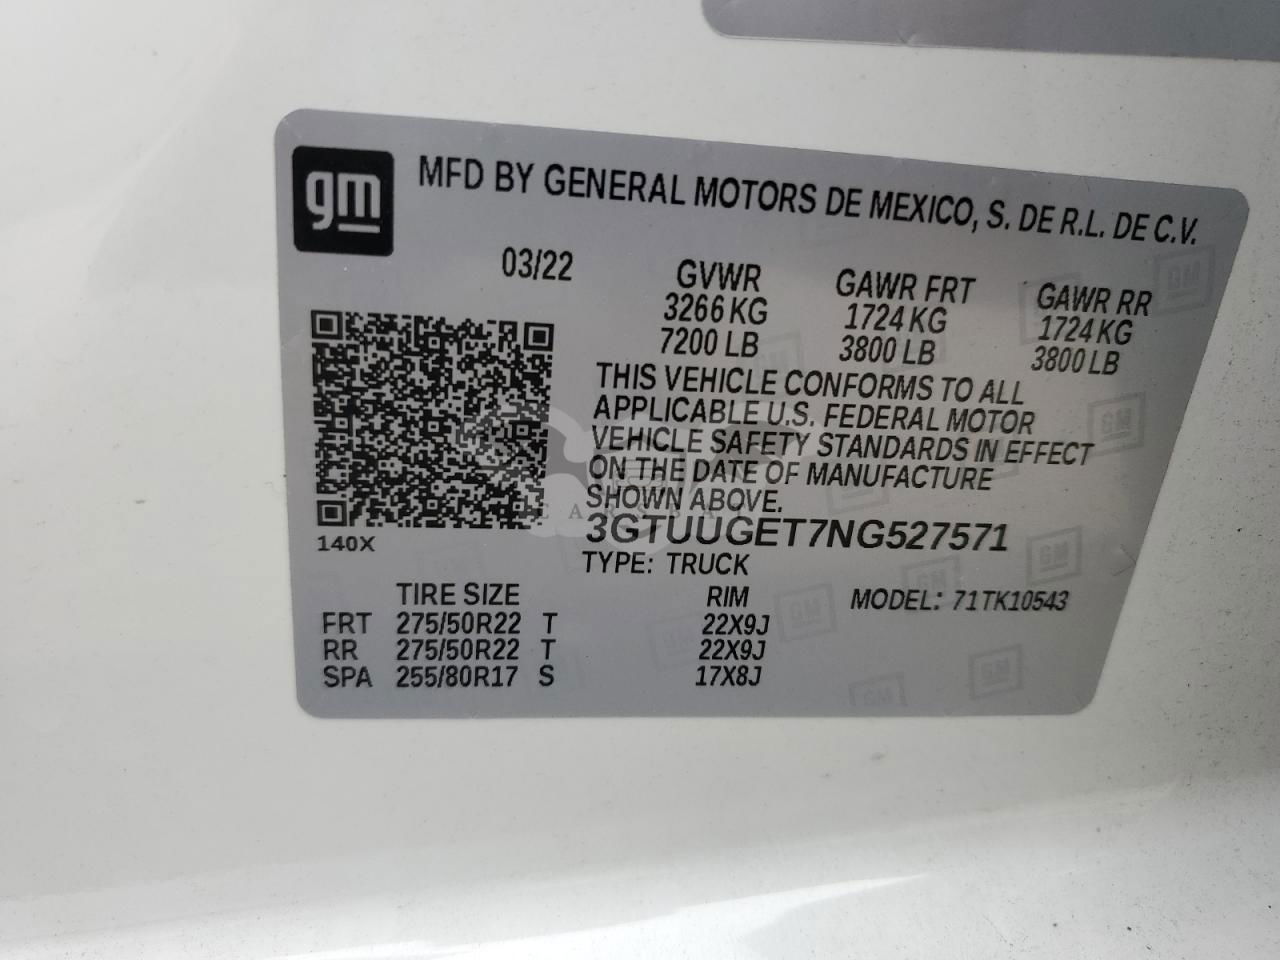 gm
MFD BY GENERAL MOTORS DE MEXICO, S. DE R.L. DE C.V.
03/22
GVWR GAWR FRT GAWR RR
3266 KG 1724 KG 1724 KG
7200 LB 3800 LB 3800 LB
THIS VEHICLE CONFORMS TO ALL
APPLICABLE U.S. FEDERAL MOTOR
VEHICLE SAFETY STANDARDS IN EFFECT
ON THE DATE OF MANUFACTURE
SHOWN ABOVE.
3GTUUGET7NG527571
140X
TYPE: TRUCK
TIRE SIZE RIM MODEL: 71TK10543
FRT 275/50R22 T 22X9J
RR 275/50R22 T 22X9J
SPA 255/80R17 S 17X8J